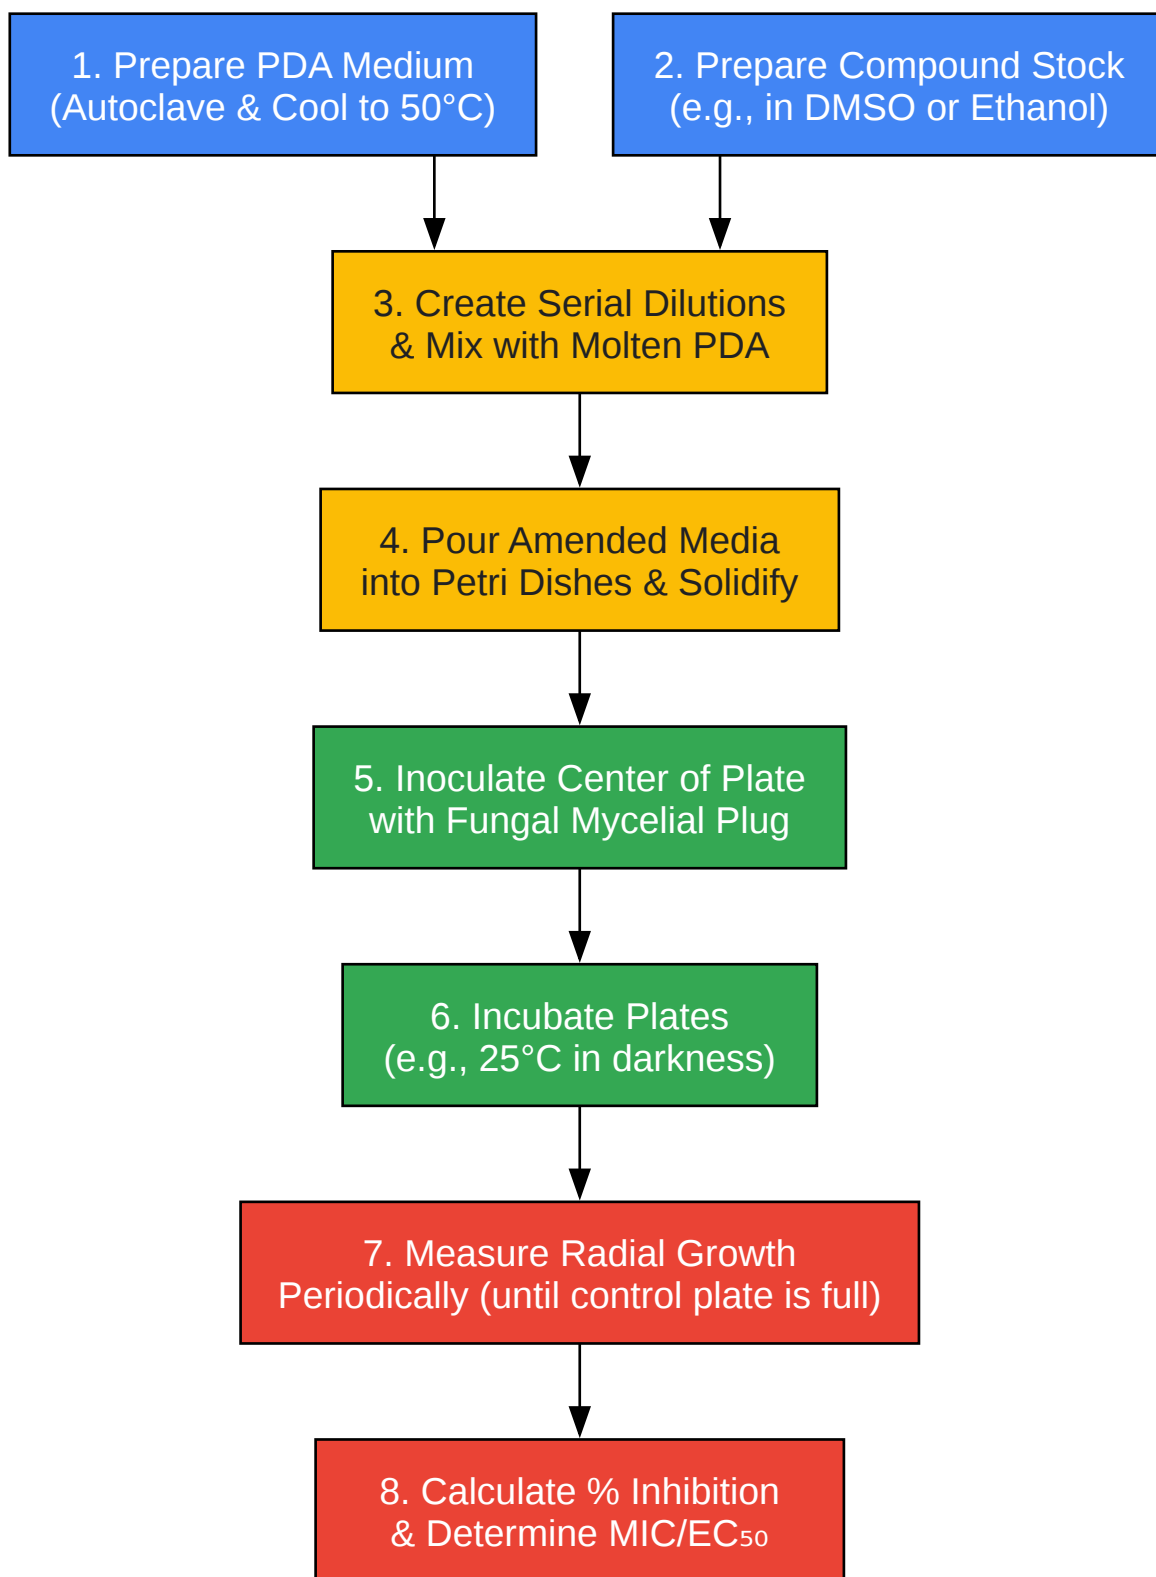 1. Prepare PDA Medium
(Autoclave & Cool to 50°C)
2. Prepare Compound Stock
(e.g., in DMSO or Ethanol)
3. Create Serial Dilutions
& Mix with Molten PDA
4. Pour Amended Media
into Petri Dishes & Solidify
5. Inoculate Center of Plate
with Fungal Mycelial Plug
6. Incubate Plates
(e.g., 25°C in darkness)
7. Measure Radial Growth
Periodically (until control plate is full)
8. Calculate % Inhibition
& Determine MIC/EC₅₀